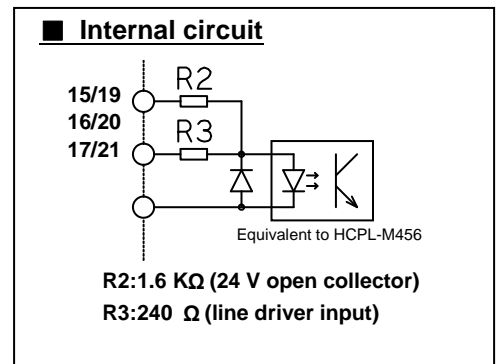 ■ Internal circuit
R2
15/19
16/20
R3
17/21
Equivalent to HCPL-M456
R2:1.6 KΩ (24 V open collector)
R3:240 Ω (line driver input)